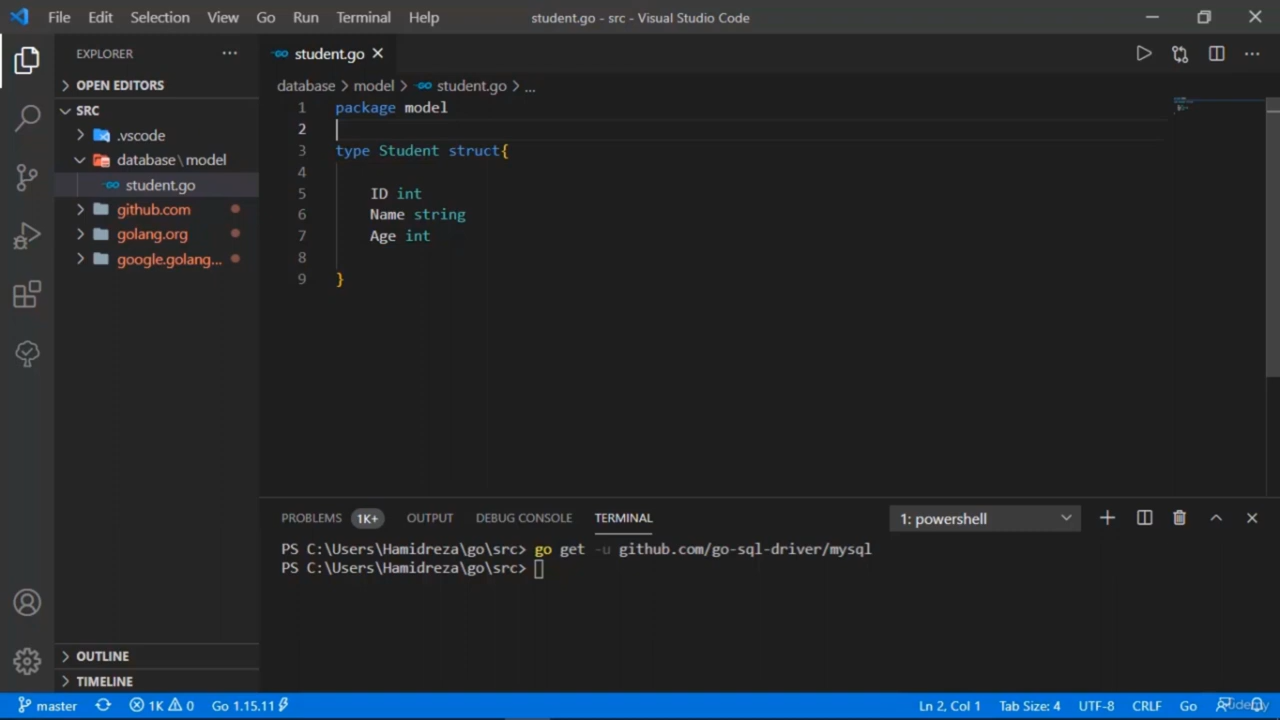 File Edit Selection View Go Run Terminal Help
student.go - src - Visual Studio Code
EXPLORER
OPEN EDITORS
SRC
.vscode
database\model
student.go
github.com
golang.org
google.golang...
OUTLINE
TIMELINE
student.go
database > model > student.go > ...
1 package model
2
3 type Student struct{
4
5 ID int
6 Name string
7 Age int
8
9 }
PROBLEMS 1K+ OUTPUT DEBUG CONSOLE TERMINAL
1: powershell
PS C:\Users\Hamidreza\go\src> go get -u github.com/go-sql-driver/mysql
PS C:\Users\Hamidreza\go\src>
master 1K 0 Go 1.15.11 Ln 2, Col 1 Tab Size: 4 UTF-8 CRLF Go
Udemy